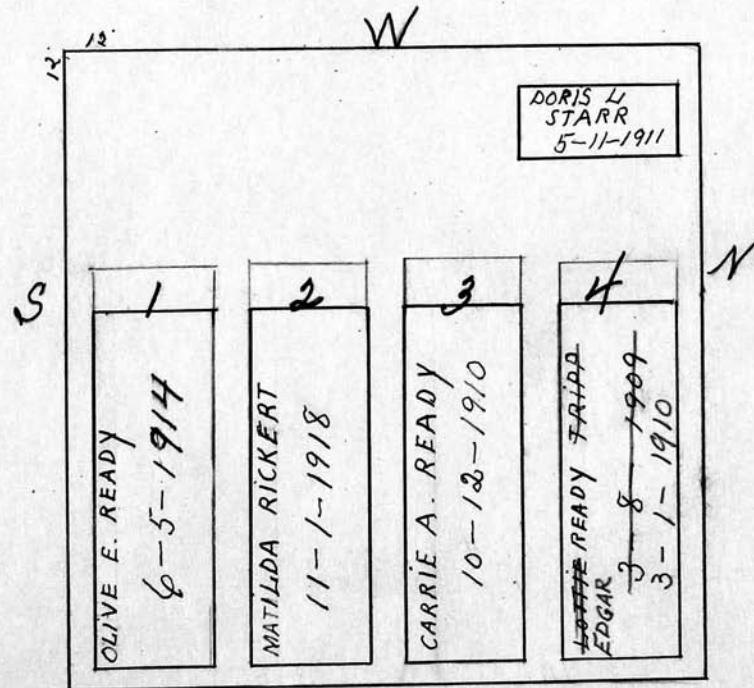 12
12
W
DORIS L
STARR
5-11-1911
S
N
1
2
3
4
OLIVE E. READY
6-5-1914
MATILDA RICKERT
11-1-1918
CARRIE A. READY
10-12-1910
LOTTIE READY TRIPP
EDGAR
3-8-1909
3-1-1910